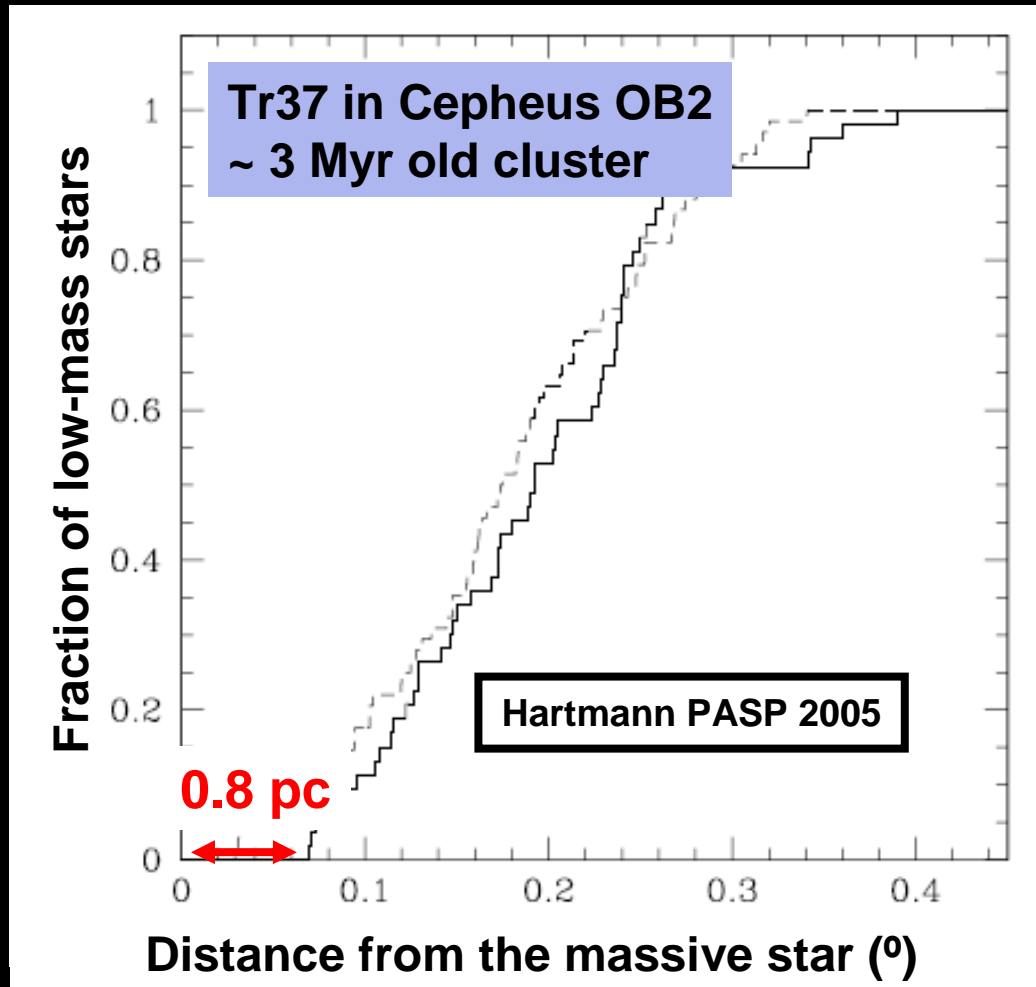 Tr37 in Cepheus OB2
~ 3 Myr old cluster
Fraction of low-mass stars
1
0.8
0.6
0.4
0.2
0
Hartmann PASP 2005
0.8 pc
0 0.1 0.2 0.3 0.4
Distance from the massive star (º)